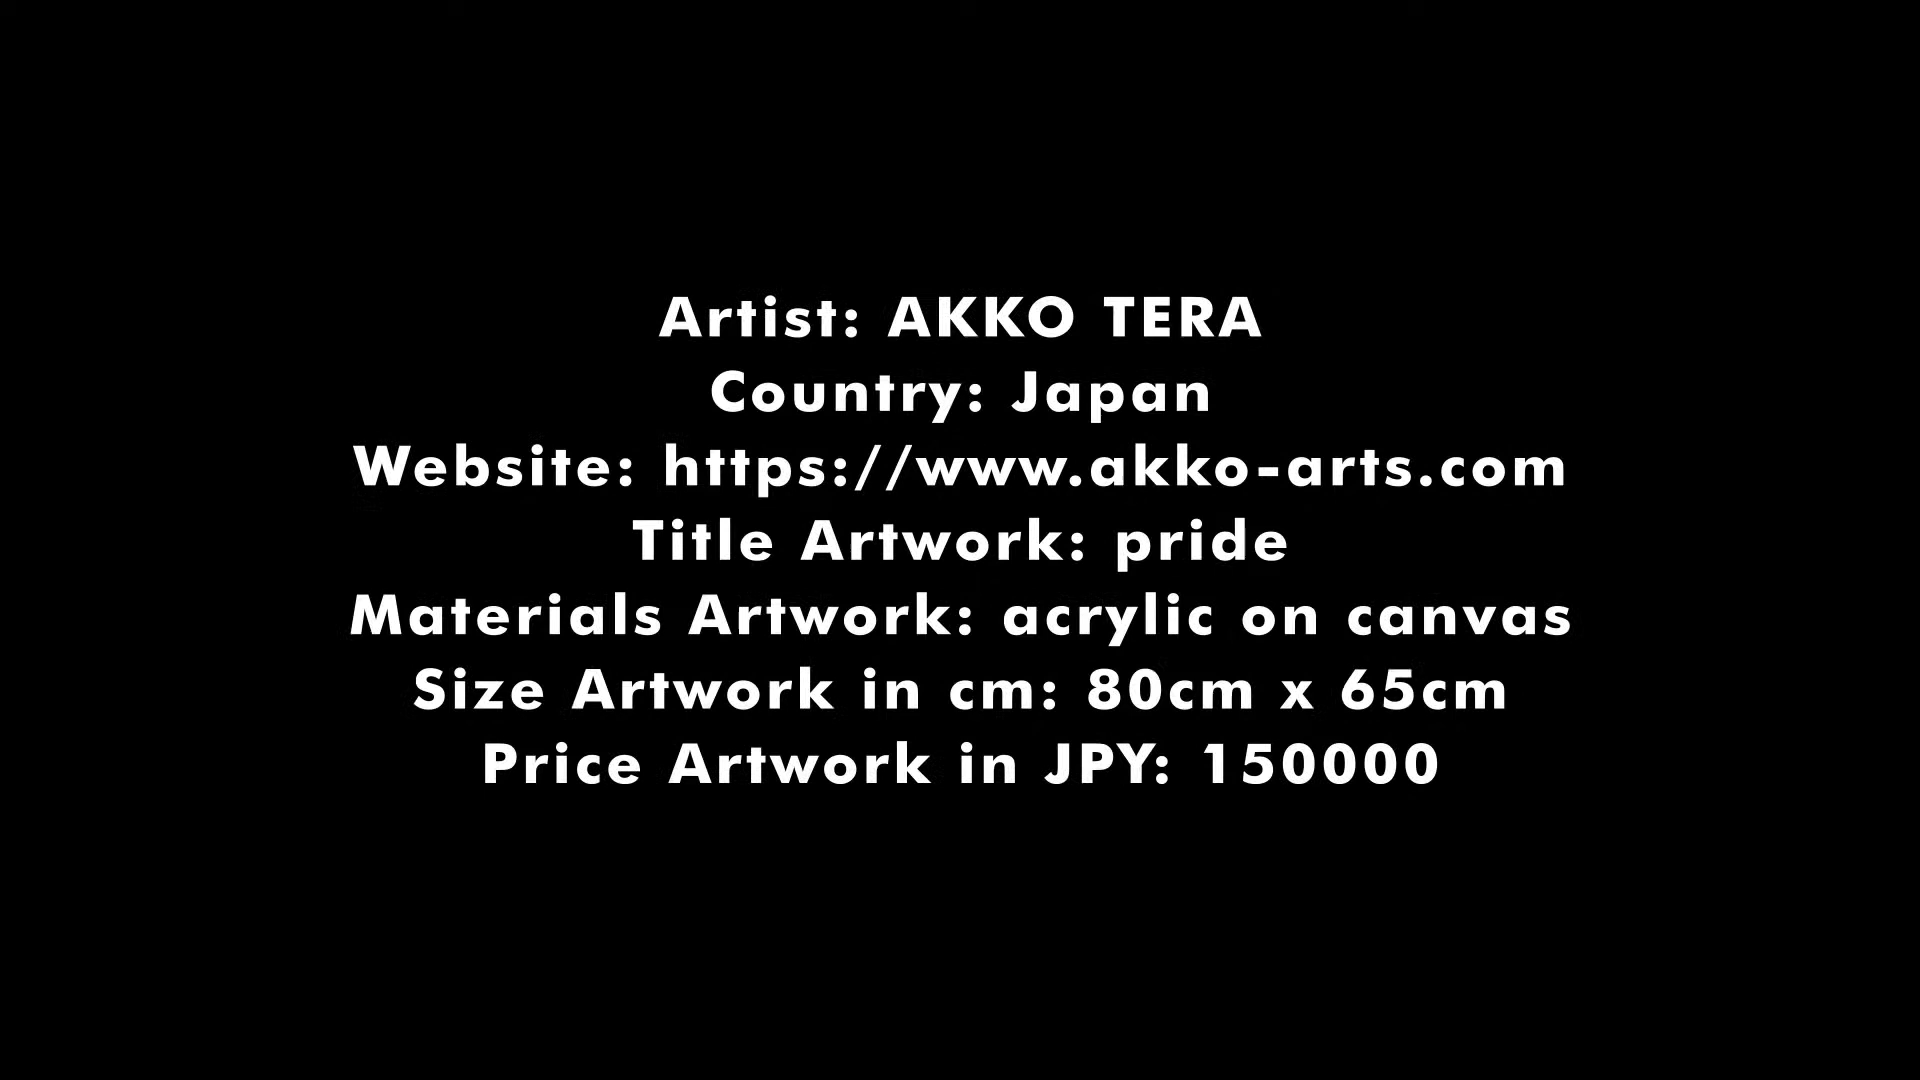 Artist: AKKO TERA
Country: Japan
Website: https://www.akko-arts.com
Title Artwork: pride
Materials Artwork: acrylic on canvas
Size Artwork in cm: 80cm x 65cm
Price Artwork in JPY: 150000